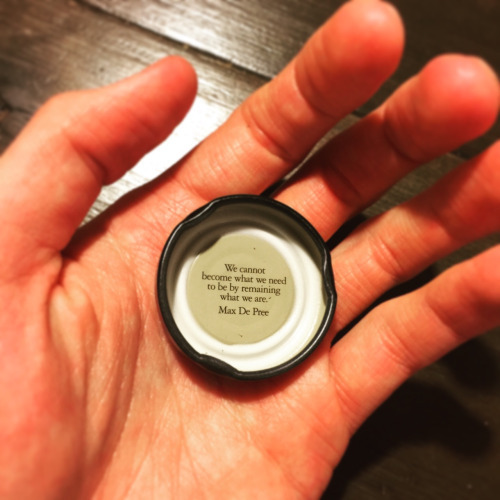 We cannot
become what we need
to be by remaining
what we are.
Max De Pree